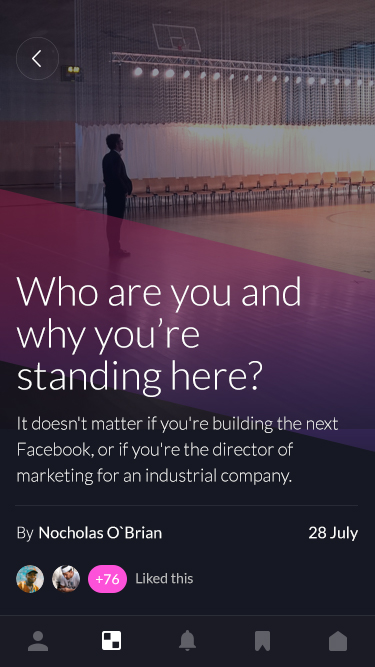 Who are you and
why you’re
standing here?
It doesn't matter if you're building the next
Facebook, or if you're the director of
marketing for an industrial company.
By Nocholas O`Brian 28 July
+76 Liked this